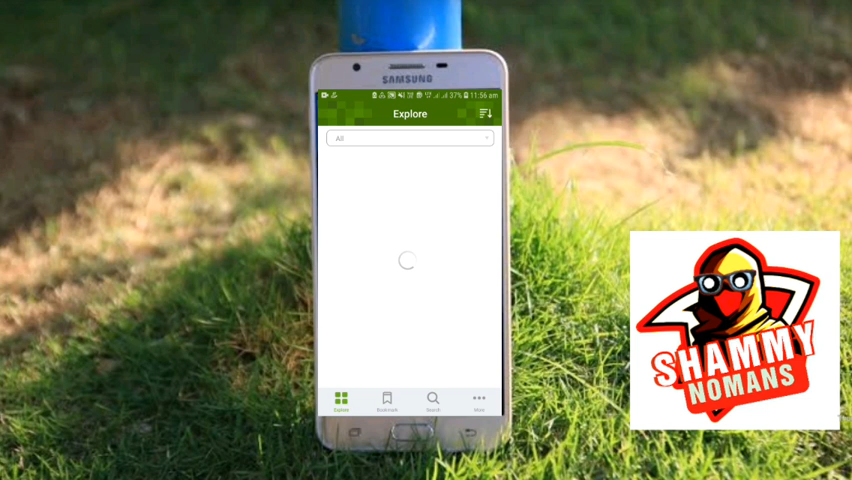 SAMSUNG
37% 11:56 am
Explore
All
Explore
Bookmark
Search
More
SHAMMY
NOMANS